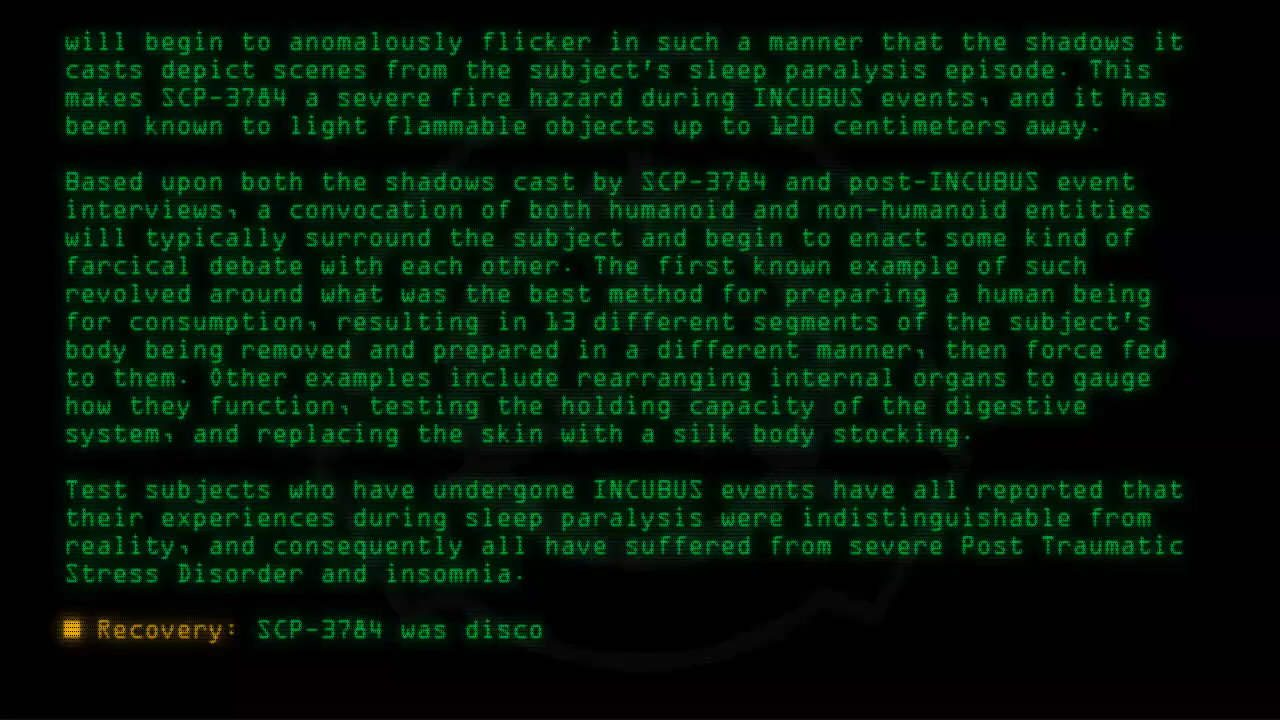 will begin to anomalously flicker in such a manner that the shadows it
casts depict scenes from the subject's sleep paralysis episode. This
makes SCP-3784 a severe fire hazard during INCUBUS events, and it has
been known to light flammable objects up to 120 centimeters away.
Based upon both the shadows cast by SCP-3784 and post-INCUBUS event
interviews, a convocation of both humanoid and non-humanoid entities
will typically surround the subject and begin to enact some kind of
farcical debate with each other. The first known example of such
revolved around what was the best method for preparing a human being
for consumption, resulting in 13 different segments of the subject's
body being removed and prepared in a different manner, then force fed
to them. Other examples include rearranging internal organs to gauge
how they function, testing the holding capacity of the digestive
system, and replacing the skin with a silk body stocking.
Test subjects who have undergone INCUBUS events have all reported that
their experiences during sleep paralysis were indistinguishable from
reality, and consequently all have suffered from severe Post Traumatic
Stress Disorder and insomnia.
Recovery: SCP-3784 was disco